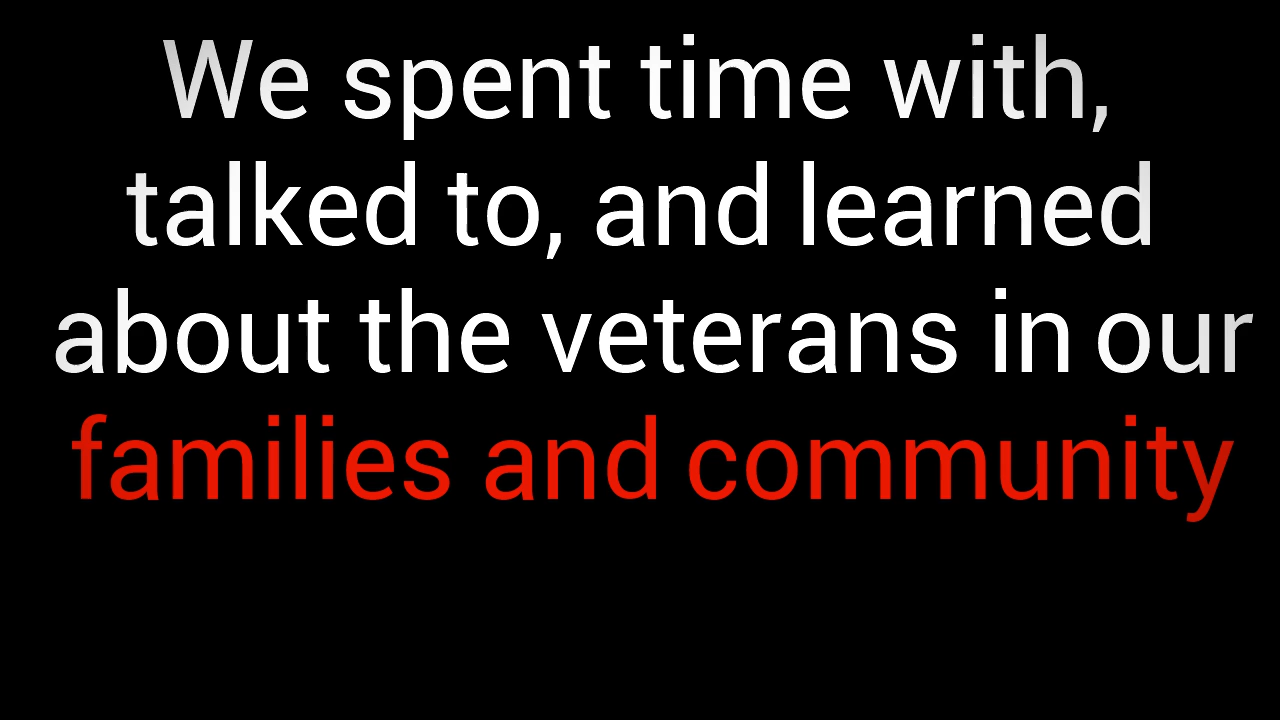 We spent time with,
talked to, and learned
about the veterans in our
families and community